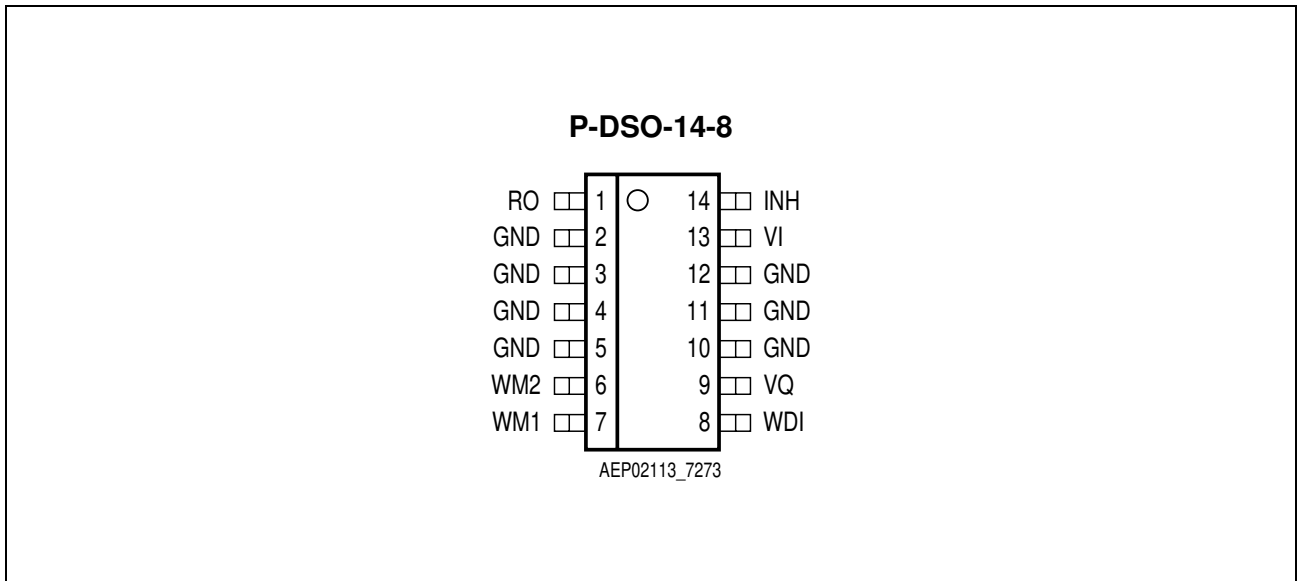 P-DSO-14-8
RO 1 14 INH
GND 2 13 VI
GND 3 12 GND
GND 4 11 GND
GND 5 10 GND
WM2 6 9 VQ
WM1 7 8 WDI
AEP02113_7273